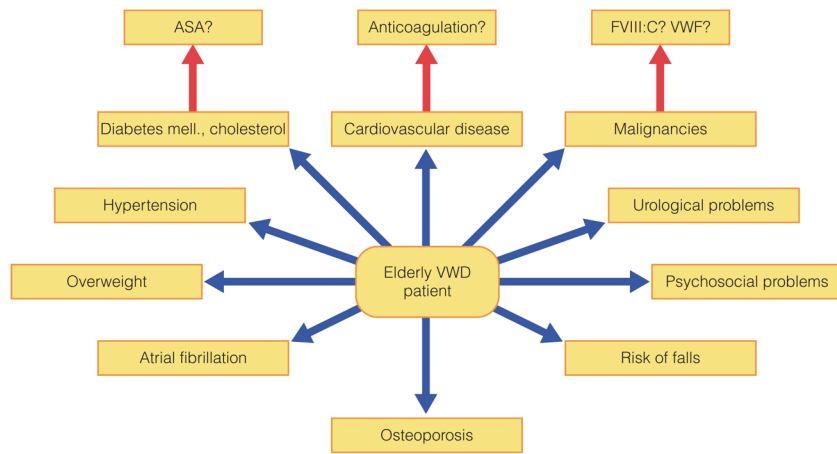 ASA?
Anticoagulation?
FVIII:C? VWF?
Diabetes mell., cholesterol
Cardiovascular disease
Malignancies
Hypertension
Urological problems
Elderly VWD
patient
Overweight
Psychosocial problems
Atrial fibrillation
Risk of falls
Osteoporosis